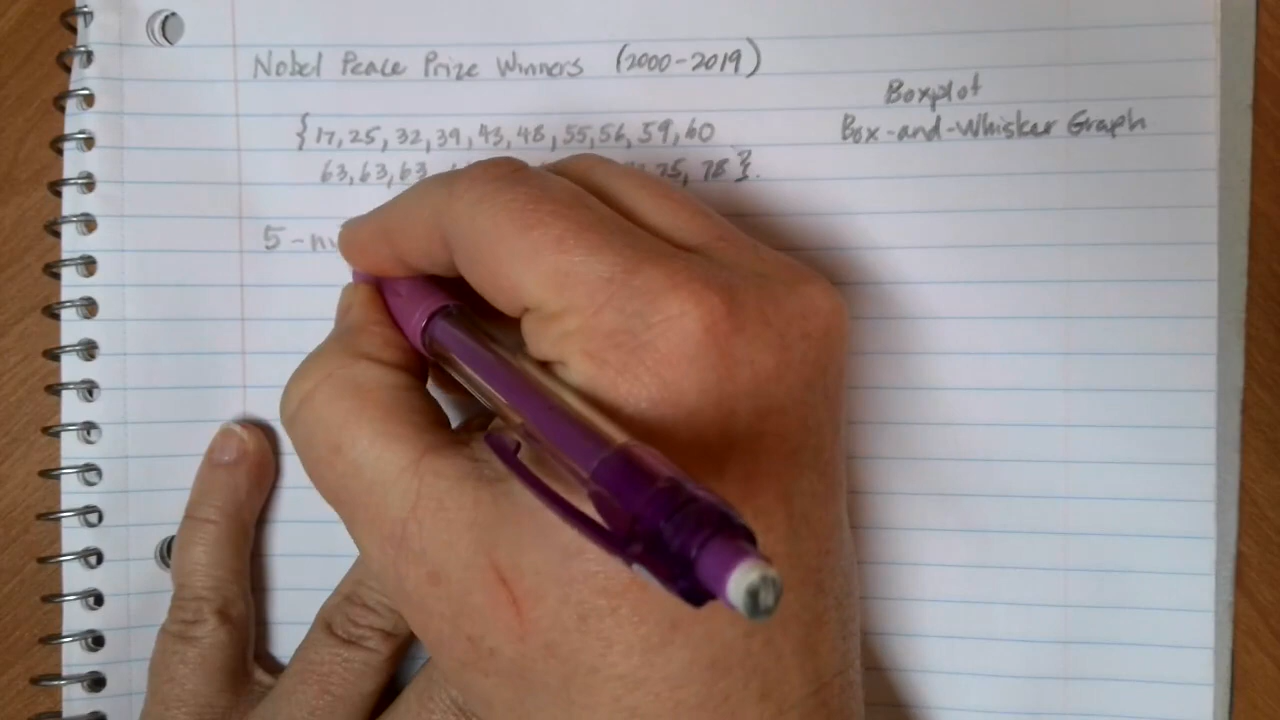 Nobel Peace Prize Winners (2000-2019)
Boxplot
Box-and-Whisker Graph
{17, 25, 32, 39, 43, 48, 55, 56, 59, 60
63, 63, 63, 75, 78}.
5-nu